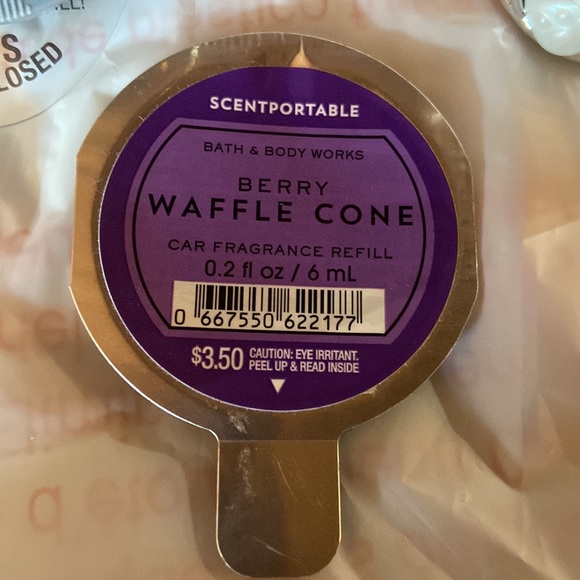 LOSED
SCENTPORTABLE
BATH & BODY WORKS
BERRY
WAFFLE CONE
CAR FRAGRANCE REFILL
0.2 fl oz / 6 mL
0 667550 622177
$3.50 CAUTION: EYE IRRITANT.
PEEL UP & READ INSIDE